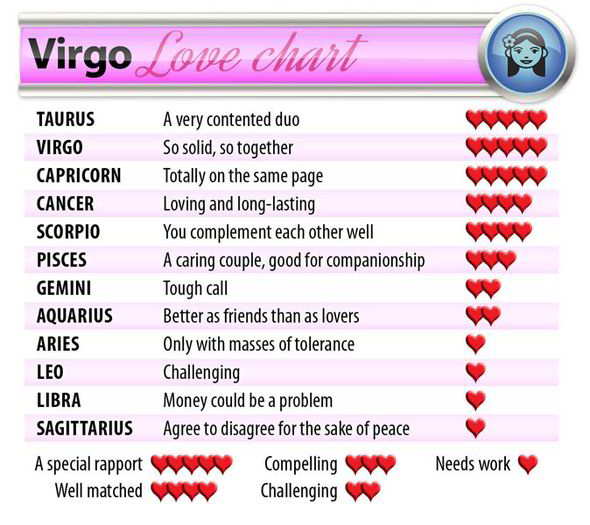 Virgo Love chart
TAURUS A very contented duo
VIRGO So solid, so together
CAPRICORN Totally on the same page
CANCER Loving and long-lasting
SCORPIO You complement each other well
PISCES A caring couple, good for companionship
GEMINI Tough call
AQUARIUS Better as friends than as lovers
ARIES Only with masses of tolerance
LEO Challenging
LIBRA Money could be a problem
SAGITTARIUS Agree to disagree for the sake of peace
A special rapport Compelling Needs work
Well matched Challenging